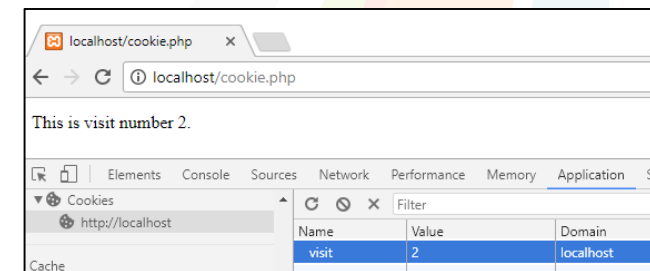 localhost/cookie.php
localhost/cookie.php
This is visit number 2.
Elements Console Sources Network Performance Memory Application
Cookies
Filter
http://localhost
Name Value Domain
visit 2 localhost
Cache